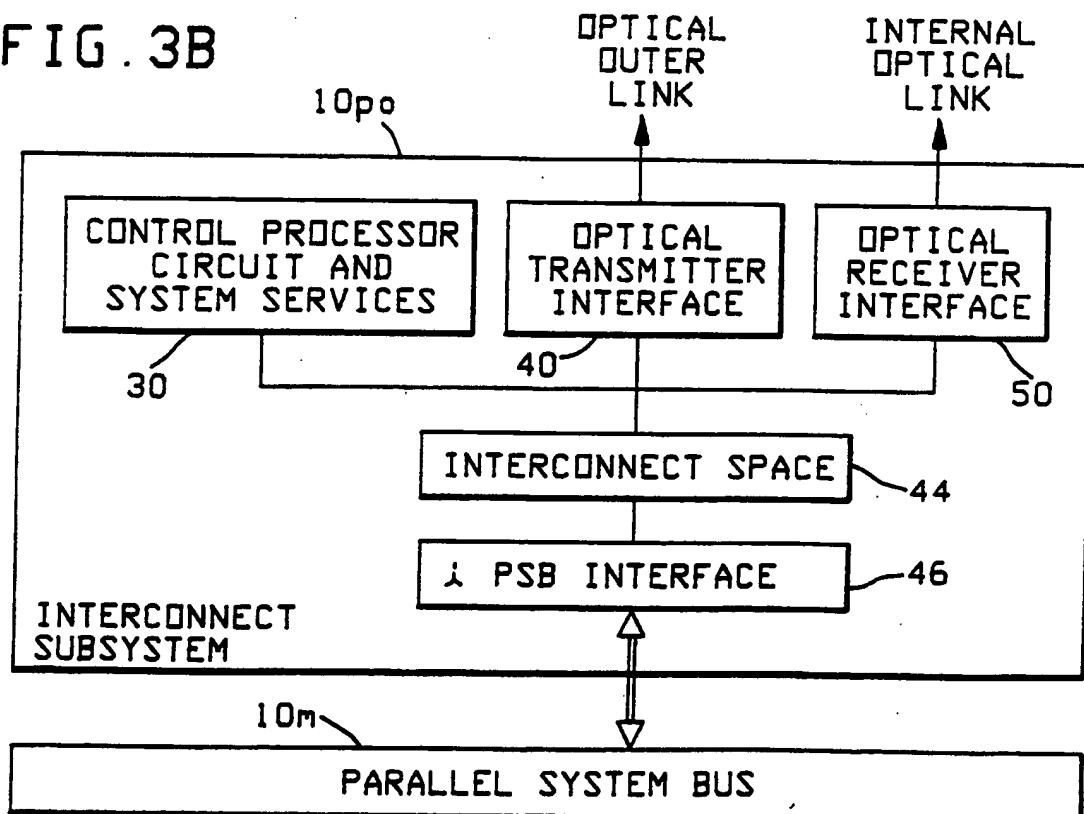 FIG. 3B
OPTICAL
OUTER
LINK
INTERNAL
OPTICAL
LINK
10po
CONTROL PROCESSOR
CIRCUIT AND
SYSTEM SERVICES
OPTICAL
TRANSMITTER
INTERFACE
OPTICAL
RECEIVER
INTERFACE
30
40
50
INTERCONNECT SPACE
44
i PSB INTERFACE
46
INTERCONNECT
SUBSYSTEM
10m
PARALLEL SYSTEM BUS